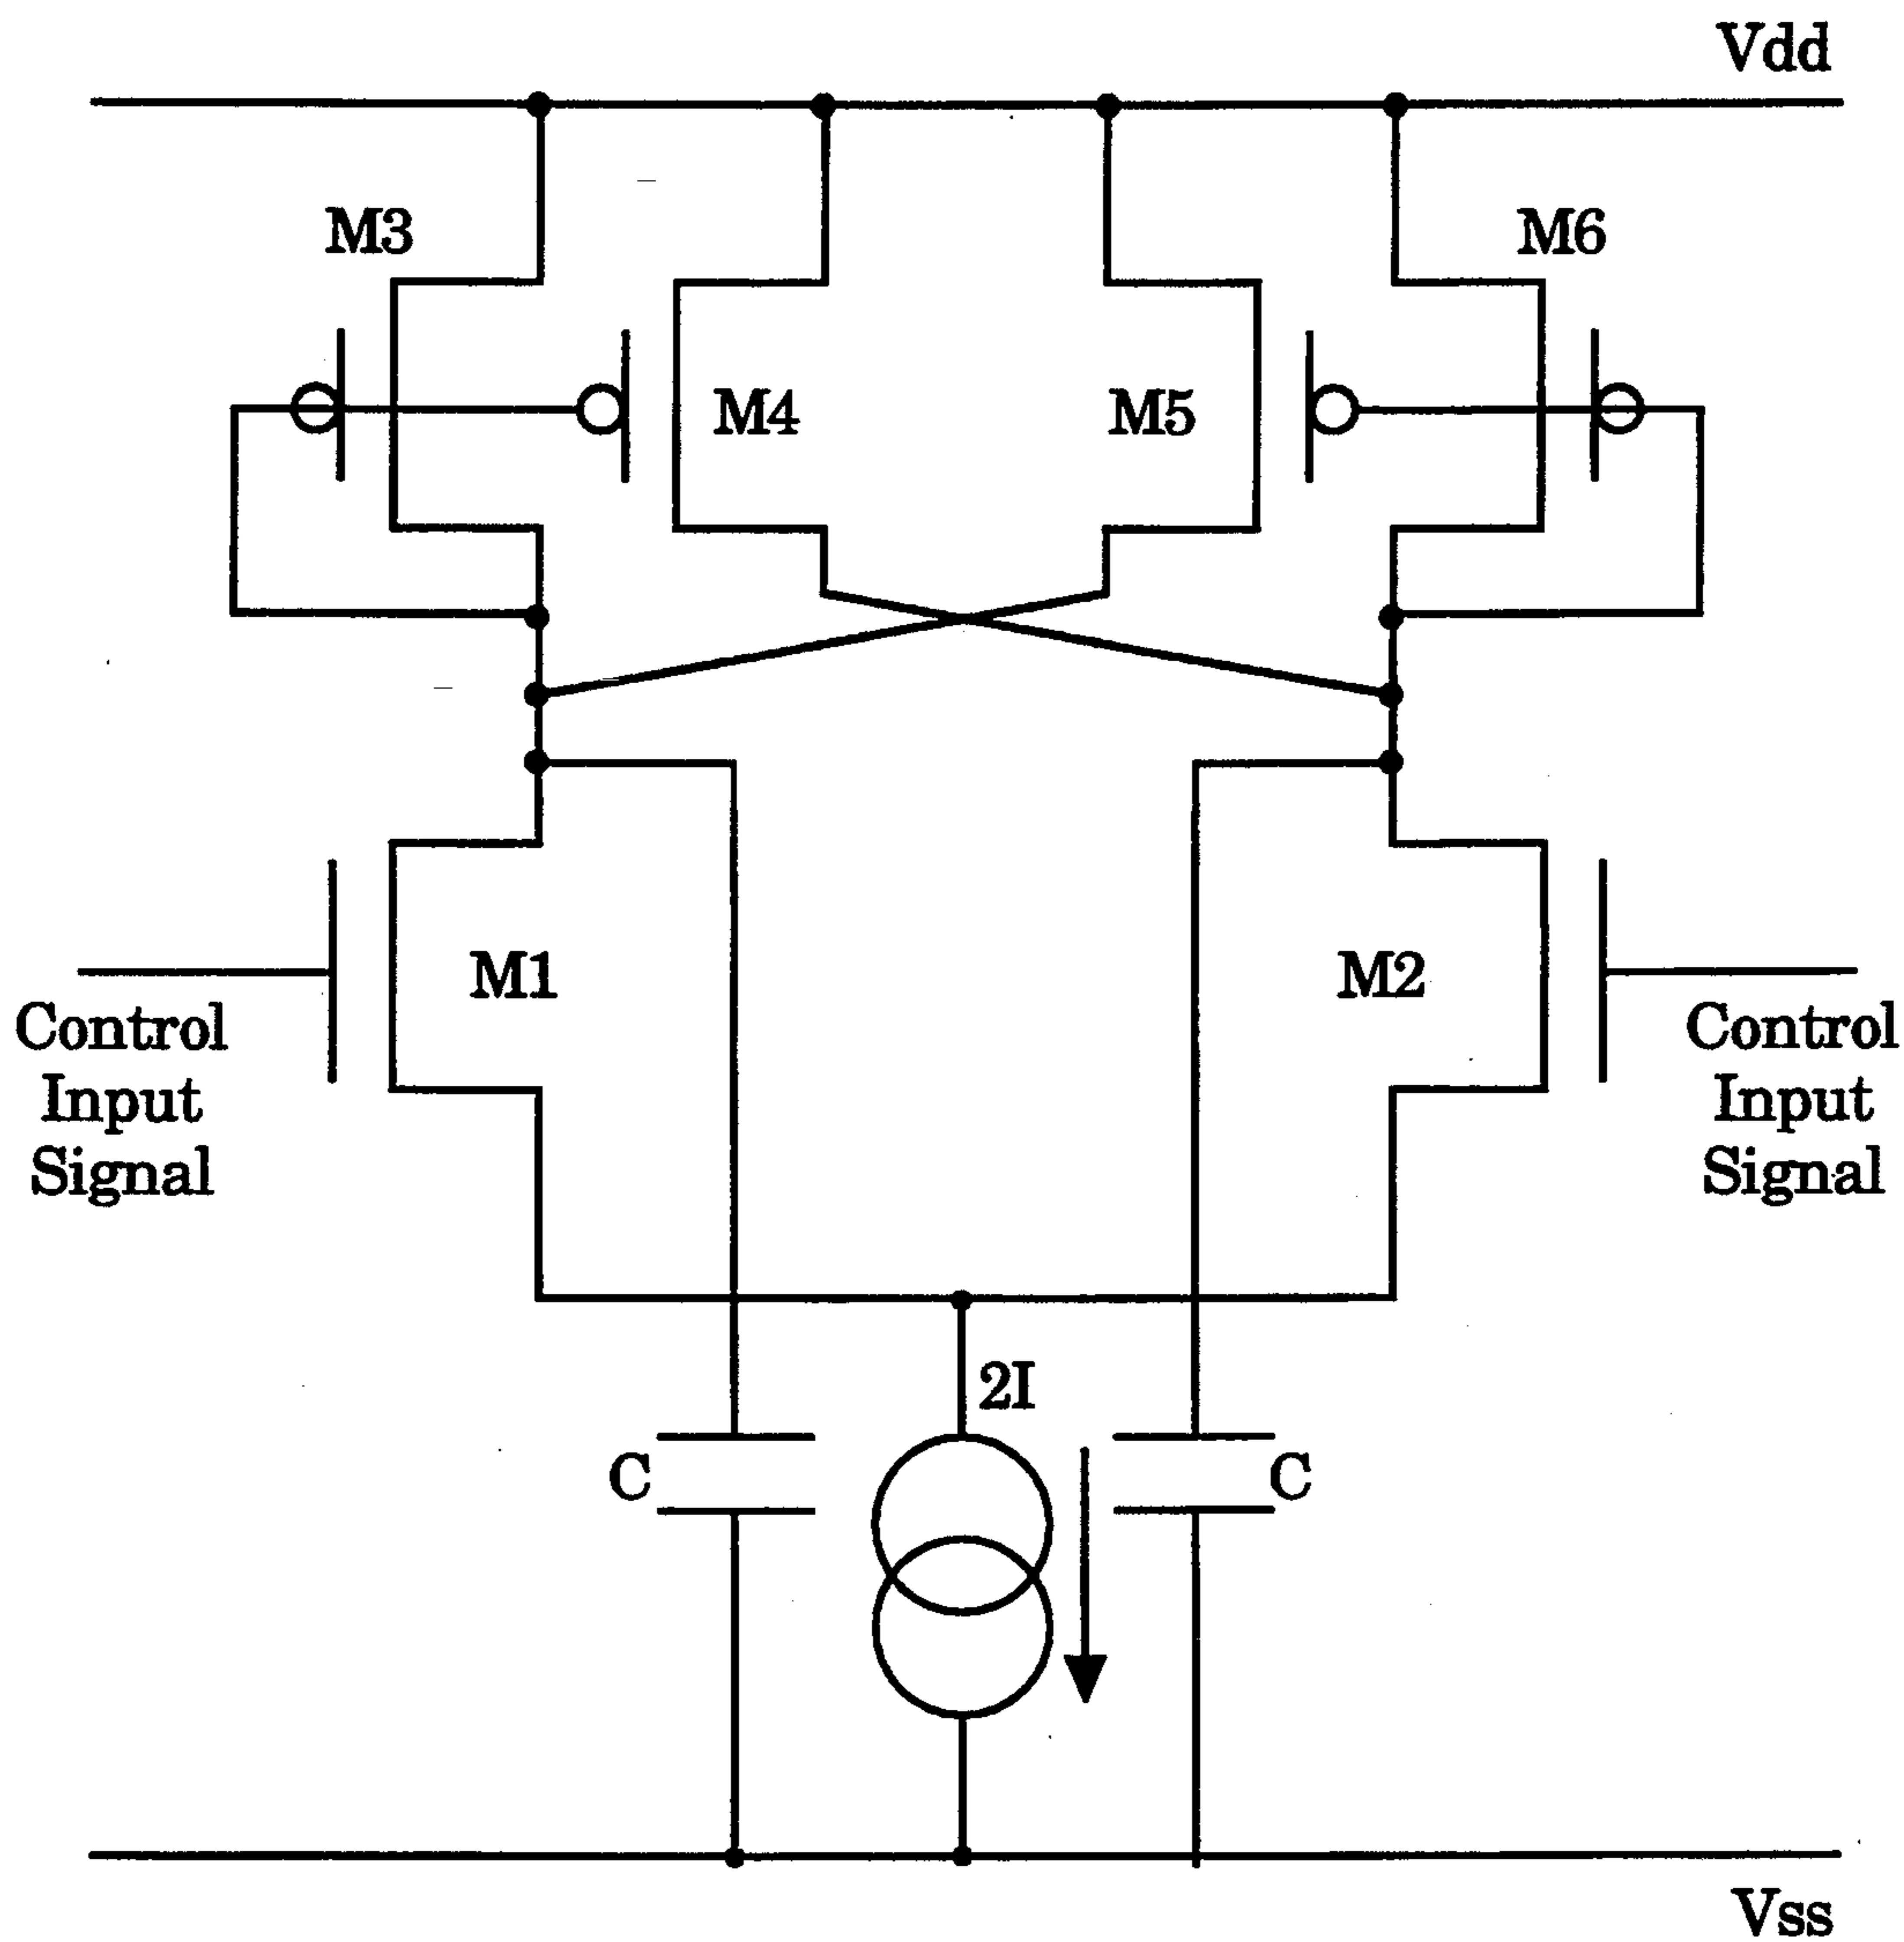 Vdd
M3
M6
M4
M5
M1
M2
Control
Input
Signal
Control
Input
Signal
2I
C
C
Vss